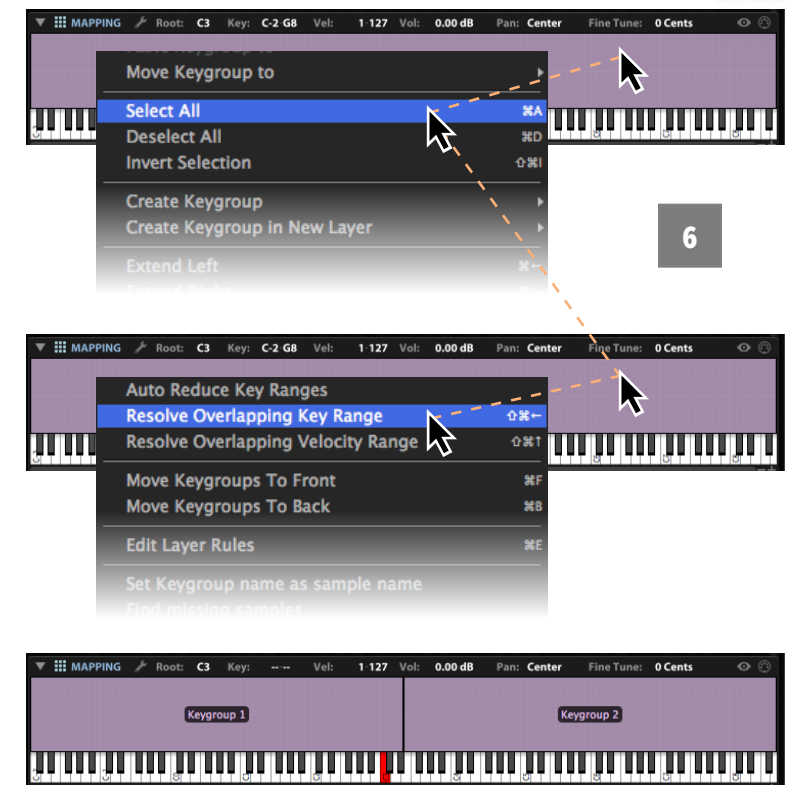 MAPPING Root: C3 Key: C-2 G8 Vel: 1 127 Vol: 0.00 dB Pan: Center Fine Tune: 0 Cents
Move Keygroup to
Select All ⌘A
Deselect All ⌘D
Invert Selection ⇧⌘I
Create Keygroup
Create Keygroup in New Layer
Extend Left ⌘←
Extend Right
6
MAPPING Root: C3 Key: C-2 G8 Vel: 1 127 Vol: 0.00 dB Pan: Center Fine Tune: 0 Cents
Auto Reduce Key Ranges
Resolve Overlapping Key Range ⇧⌘←
Resolve Overlapping Velocity Range ⇧⌘↑
Move Keygroups To Front ⌘F
Move Keygroups To Back ⌘B
Edit Layer Rules ⌘E
Set Keygroup name as sample name
Find missing samples
MAPPING Root: C3 Key: -- -- Vel: 1 127 Vol: 0.00 dB Pan: Center Fine Tune: 0 Cents
Keygroup 1 Keygroup 2